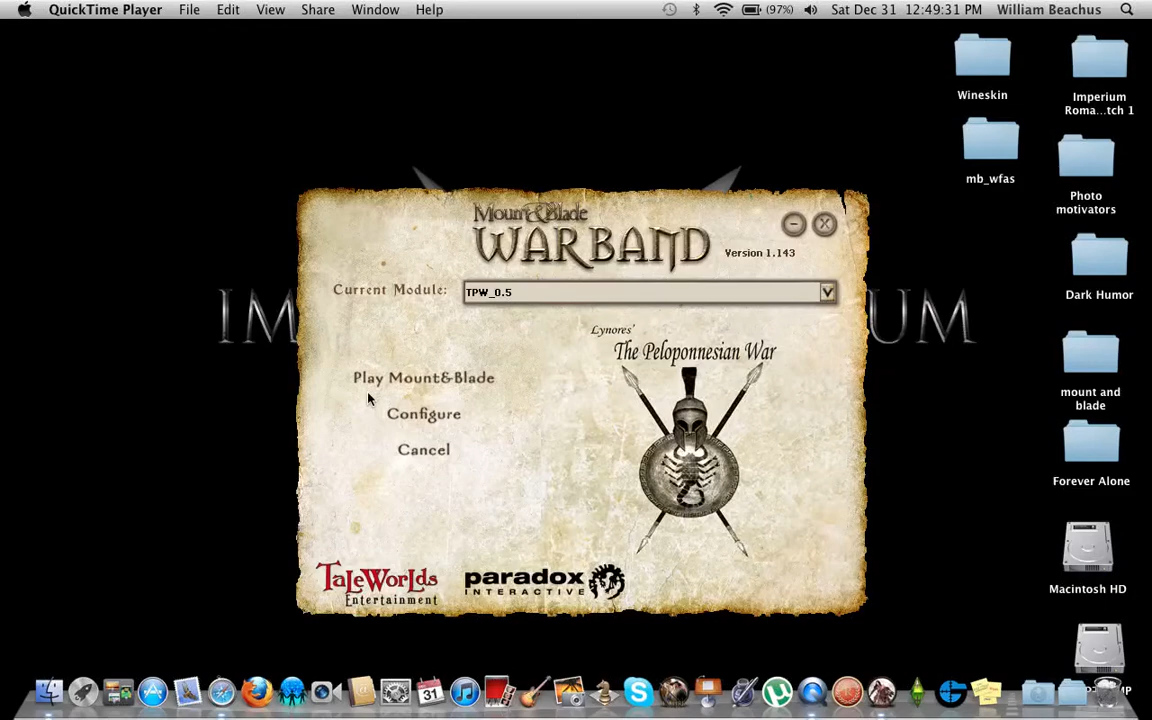 QuickTime Player File Edit View Share Window Help (97%) Sat Dec 31 12:49:31 PM William Beachus
Wineskin
Imperium
Roma...tch 1
mb_wfas
Photo
motivators
Mount&Blade
WARBAND
Version 1.143
Dark Humor
Current Module: TPW_0.5
IM UM
Lynores'
The Peloponnesian War
Play Mount&Blade
mount and
blade
Configure
Cancel
Forever Alone
TaleWorlds
Entertainment
paradox
INTERACTIVE
Macintosh HD
31